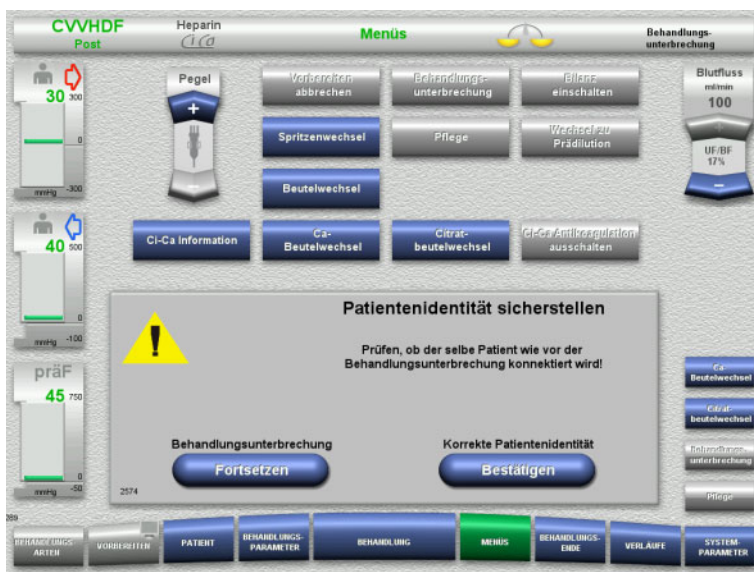 CVVHDF
Post
Heparin
Ci Ca
Menüs
Behandlungs-
unterbrechung
30
300
0
mmHg
-300
40
500
0
mmHg
-100
präF
45
750
0
mmHg
-50
Pegel
+
-
Vorbereiten
abbrechen
Behandlungs-
unterbrechung
Bilanz
einschalten
Spritzenwechsel
Pflege
Wechsel zu
Prädilution
Beutelwechsel
Ci-Ca Information
Ca-
Beutelwechsel
Citrat-
beutelwechsel
Ci-Ca Antikoagulation
ausschalten
Blutfluss
ml/min
100
+
UF/BF
17%
-
Patientenidentität sicherstellen
!
Prüfen, ob der selbe Patient wie vor der
Behandlungsunterbrechung konnektiert wird!
Behandlungsunterbrechung
Fortsetzen
Korrekte Patientenidentität
Bestätigen
2574
Ca-
Beutelwechsel
Citrat-
beutelwechsel
Behandlungs-
unterbrechung
Pflege
BEHANDLUNGS-
ARTEN
VORBEREITEN
PATIENT
BEHANDLUNGS-
PARAMETER
BEHANDLUNG
MENÜS
BEHANDLUNGS-
ENDE
VERLÄUFE
SYSTEM-
PARAMETER